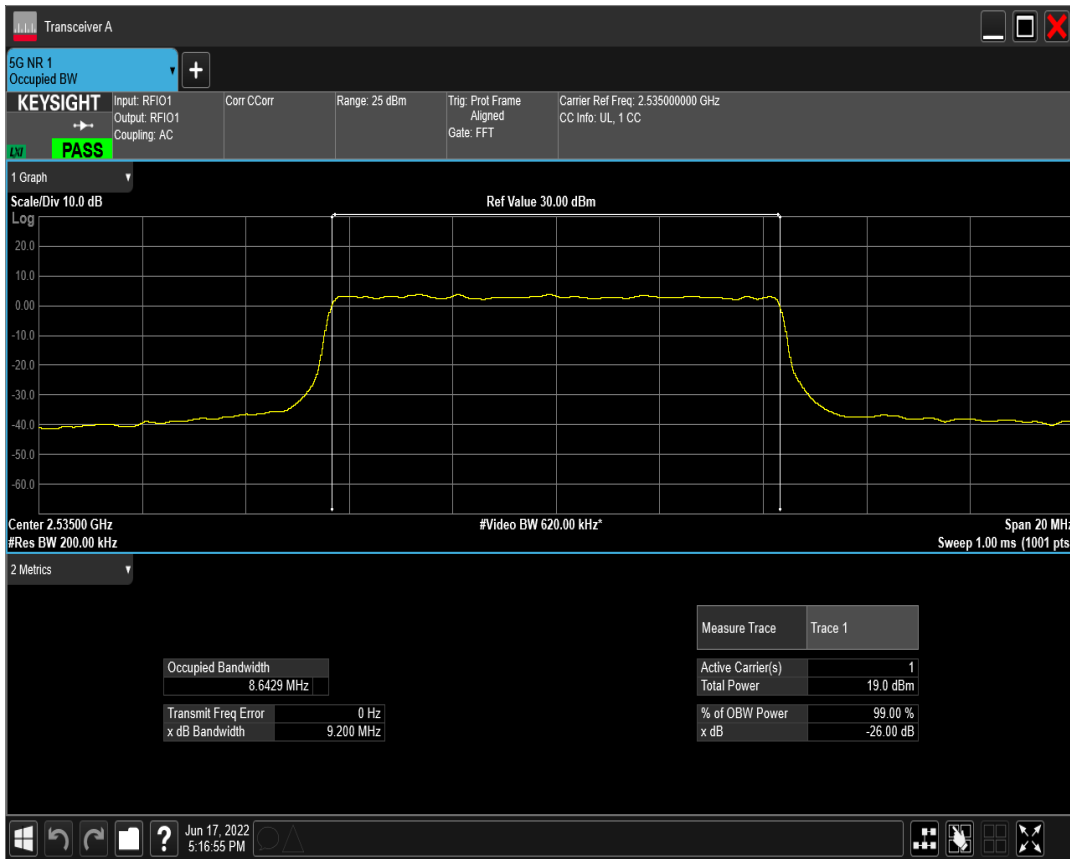 Transceiver A
5G NR 1
Occupied BW
+
KEYSIGHT
LXI
PASS
Input: RFIO1
Output: RFIO1
Coupling: AC
Corr CCorr
Range: 25 dBm
Trig: Prot Frame
Aligned
Gate: FFT
Carrier Ref Freq: 2.535000000 GHz
CC Info: UL, 1 CC
1 Graph
Scale/Div 10.0 dB
Ref Value 30.00 dBm
Log
20.0
10.0
0.00
-10.0
-20.0
-30.0
-40.0
-50.0
-60.0
Center 2.53500 GHz
#Video BW 620.00 kHz*
Span 20 MHz
#Res BW 200.00 kHz
Sweep 1.00 ms (1001 pts
2 Metrics
Measure Trace Trace 1
Occupied Bandwidth
8.6429 MHz
Active Carrier(s) 1
Total Power 19.0 dBm
Transmit Freq Error 0 Hz
x dB Bandwidth 9.200 MHz
% of OBW Power 99.00 %
x dB -26.00 dB
?
Jun 17, 2022
5:16:55 PM